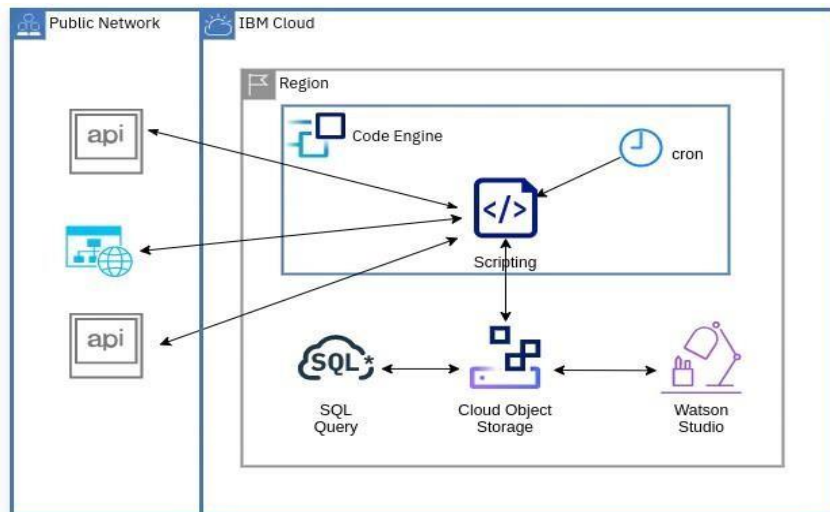 Public Network
IBM Cloud
Region
api
Code Engine
cron
</>
Scripting
api
SQL*
SQL
Query
Cloud Object
Storage
Watson
Studio